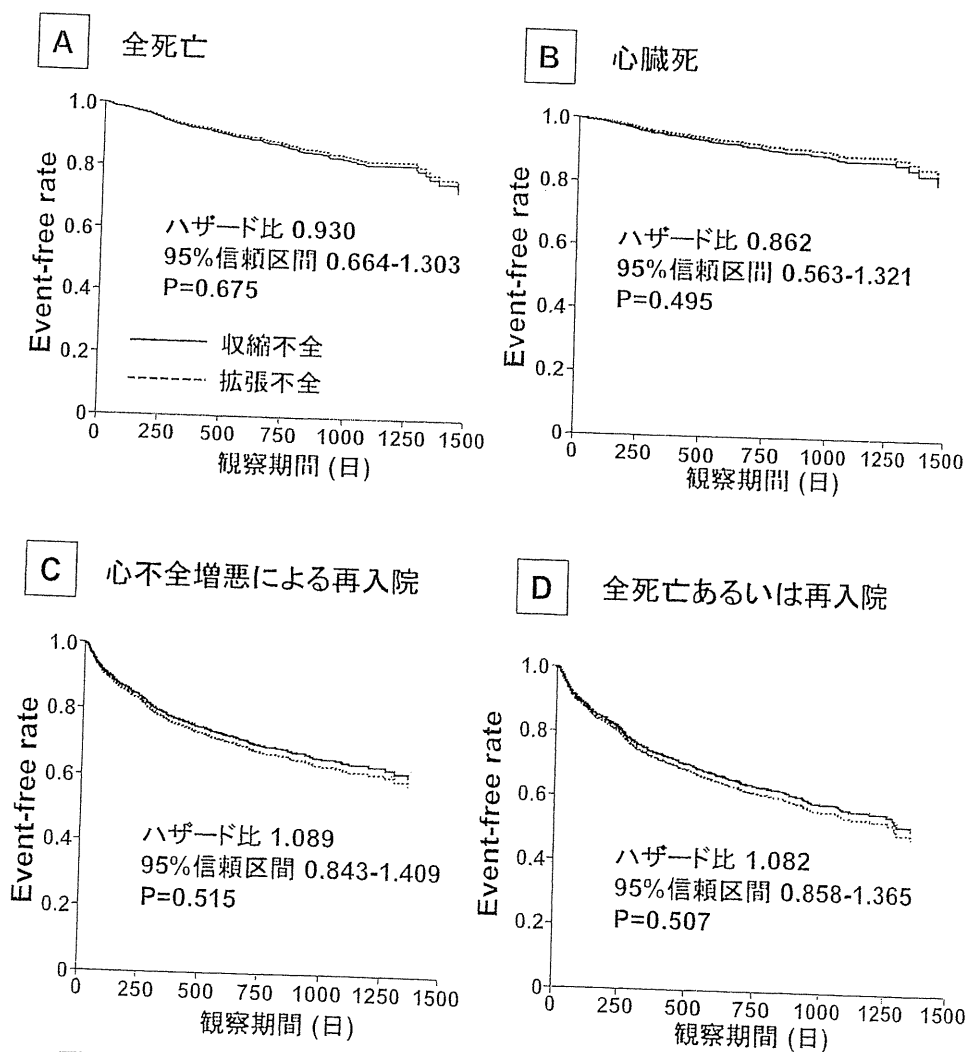 A 全死亡
Event-free rate
1.0
0.8
0.6
0.4
0.2
0
ハザード比 0.930
95%信頼区間 0.664-1.303
P=0.675
収縮不全
拡張不全
0 250 500 750 1000 1250 1500
観察期間 (日)
B 心臓死
Event-free rate
1.0
0.8
0.6
0.4
0.2
0
ハザード比 0.862
95%信頼区間 0.563-1.321
P=0.495
0 250 500 750 1000 1250 1500
観察期間 (日)
C 心不全増悪による再入院
Event-free rate
1.0
0.8
0.6
0.4
0.2
0
ハザード比 1.089
95%信頼区間 0.843-1.409
P=0.515
0 250 500 750 1000 1250 1500
観察期間 (日)
D 全死亡あるいは再入院
Event-free rate
1.0
0.8
0.6
0.4
0.2
0
ハザード比 1.082
95%信頼区間 0.858-1.365
P=0.507
0 250 500 750 1000 1250 1500
観察期間 (日)